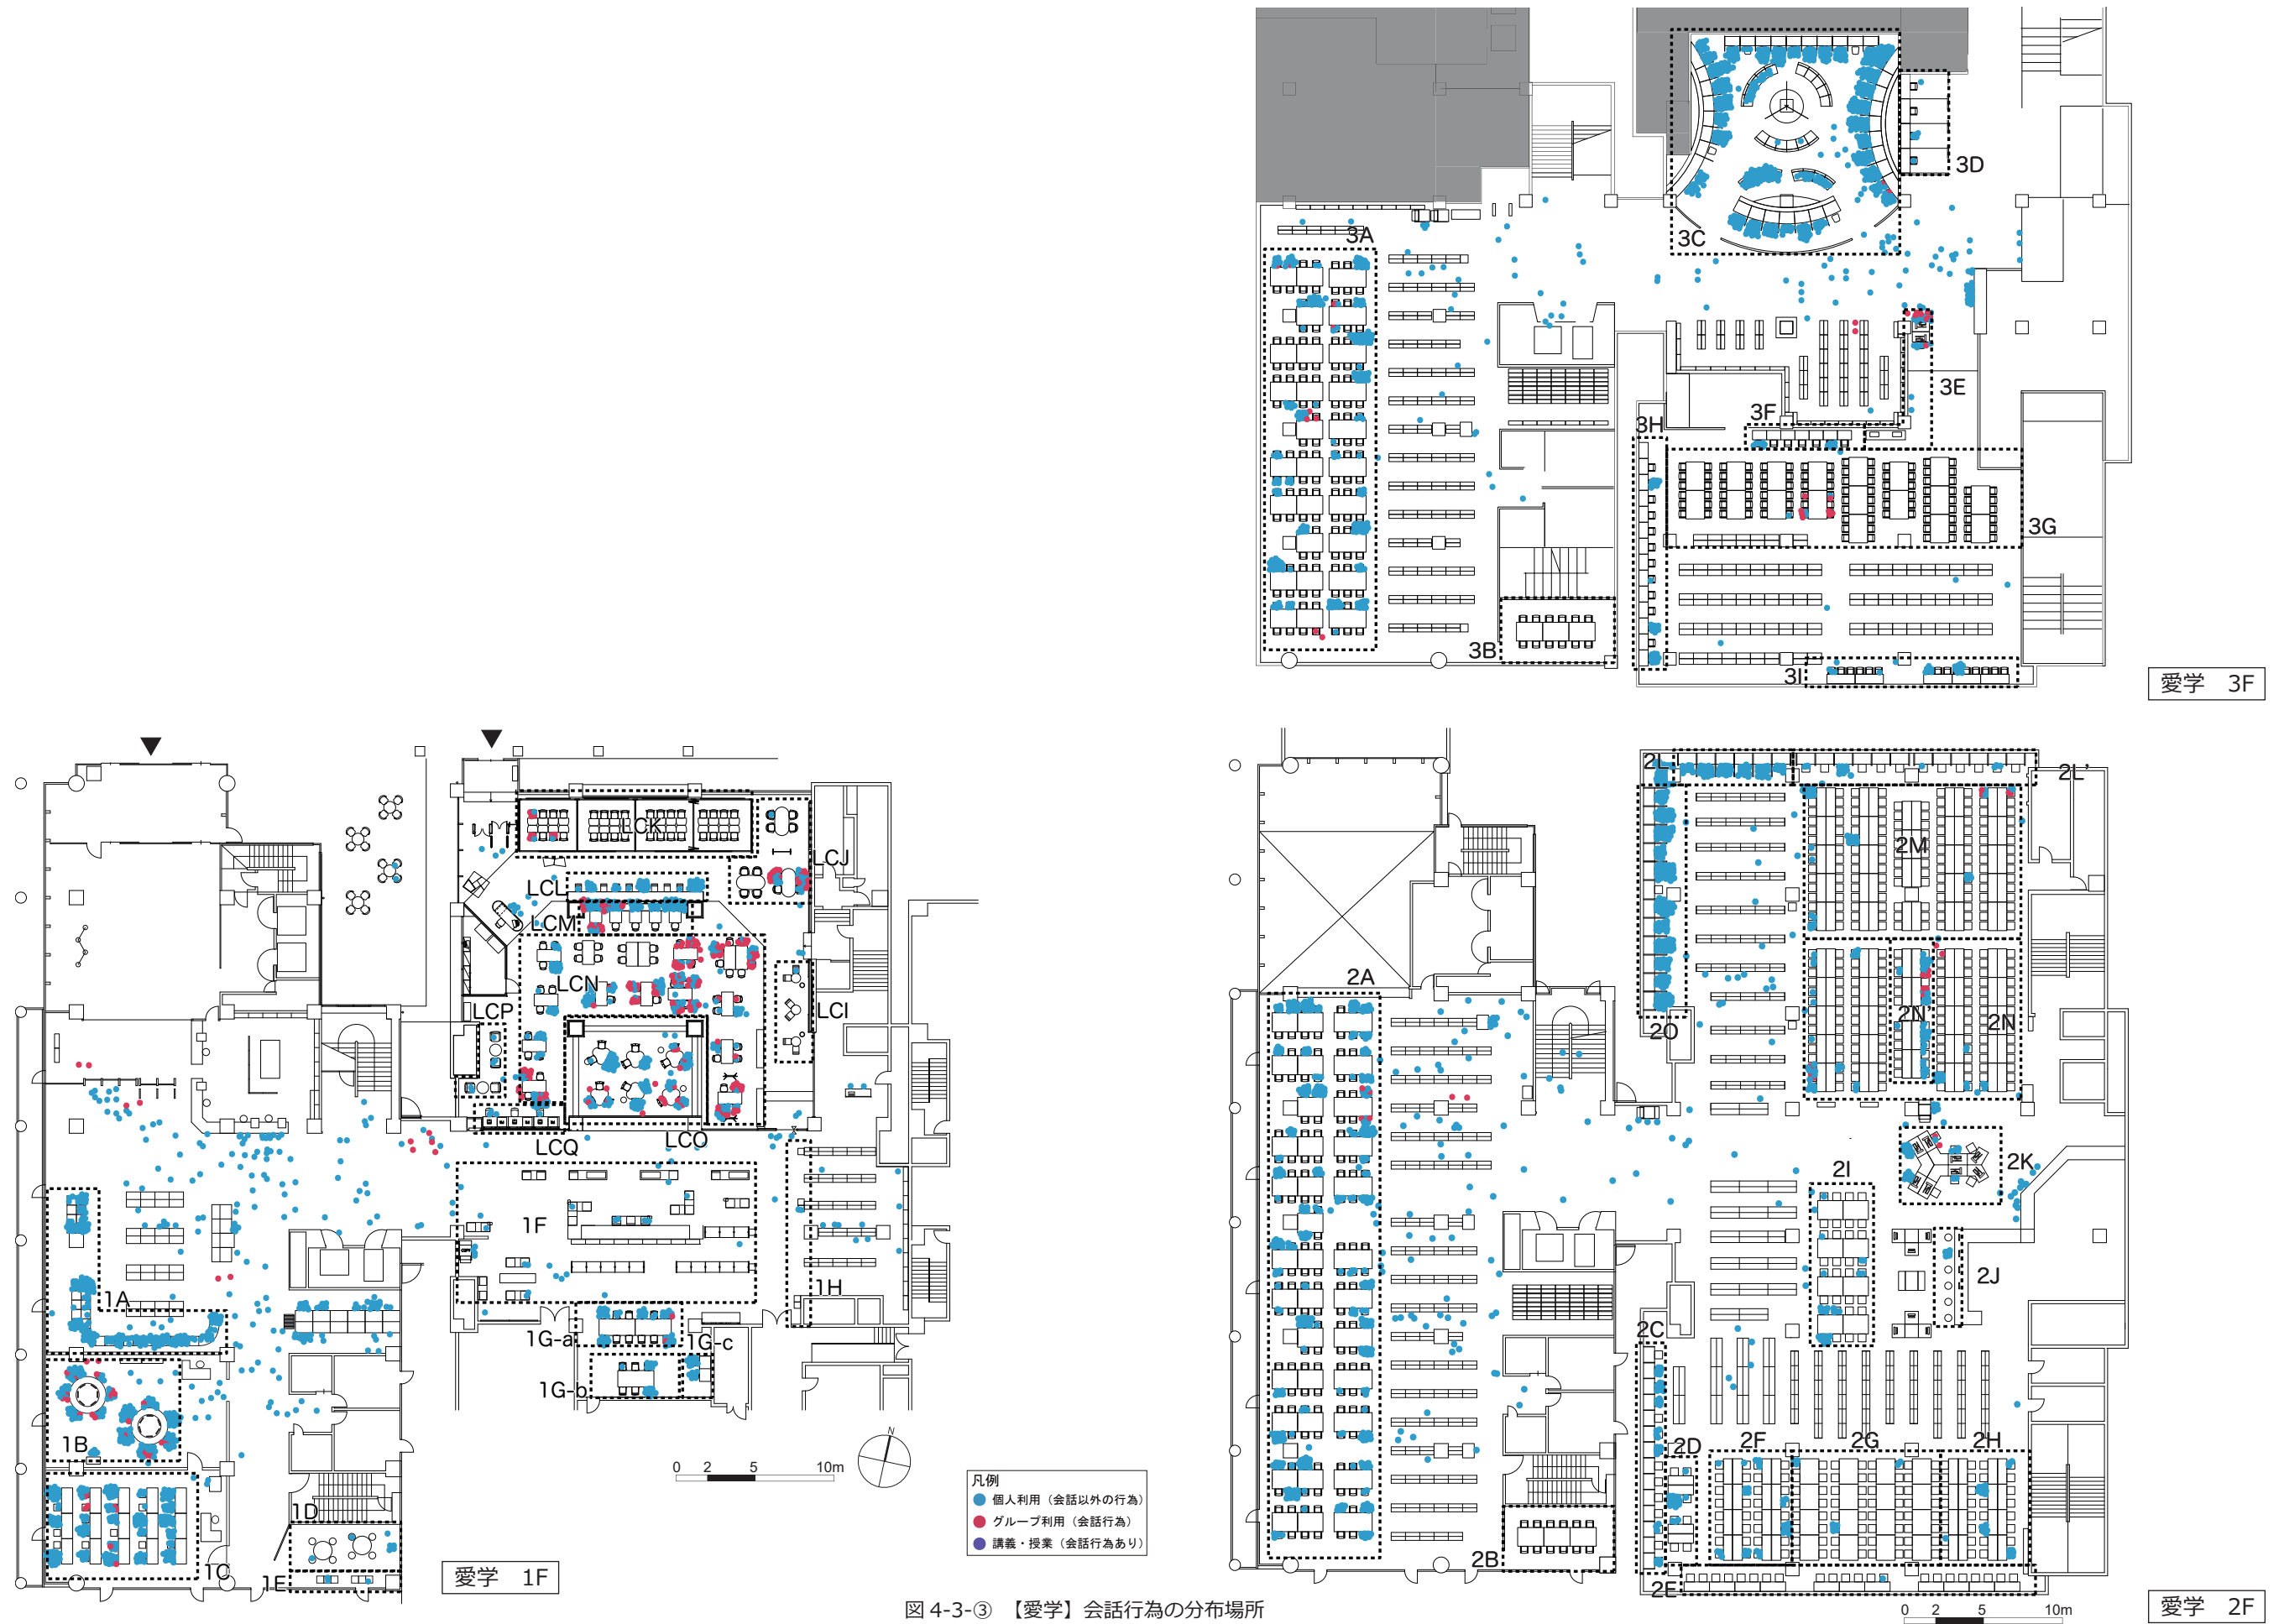 3A
3B
3C
3D
3E
3F
3H
3G
3I
愛学 3F
LCK
LCJ
LCL
LCM
LCN
LCP
LCI
LCQ
LCO
1F
1H
1A
1G-a
1G-c
1G-b
1B
1C
1D
1E
N
0 2 5 10m
愛学 1F
凡例
個人利用（会話以外の行為）
グループ利用（会話行為）
講義・授業（会話行為あり）
2L
2L'
2M
2A
2O
2N'
2N
2K
2I
2J
2C
2D
2F
2G
2H
2B
2E
愛学 2F
0 2 5 10m
図 4-3-③ 【愛学】会話行為の分布場所